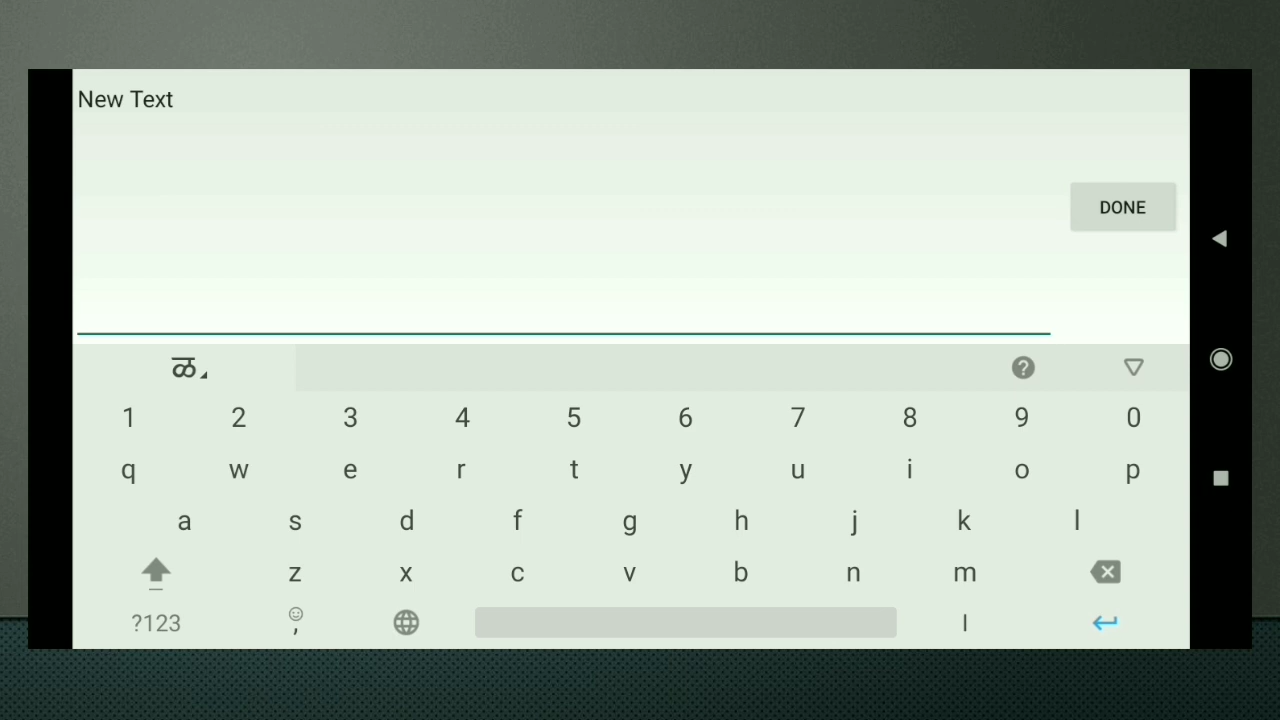 New Text
DONE
ळ
1 2 3 4 5 6 7 8 9 0
q w e r t y u i o p
a s d f g h j k l
z x c v b n m
?123 , ।